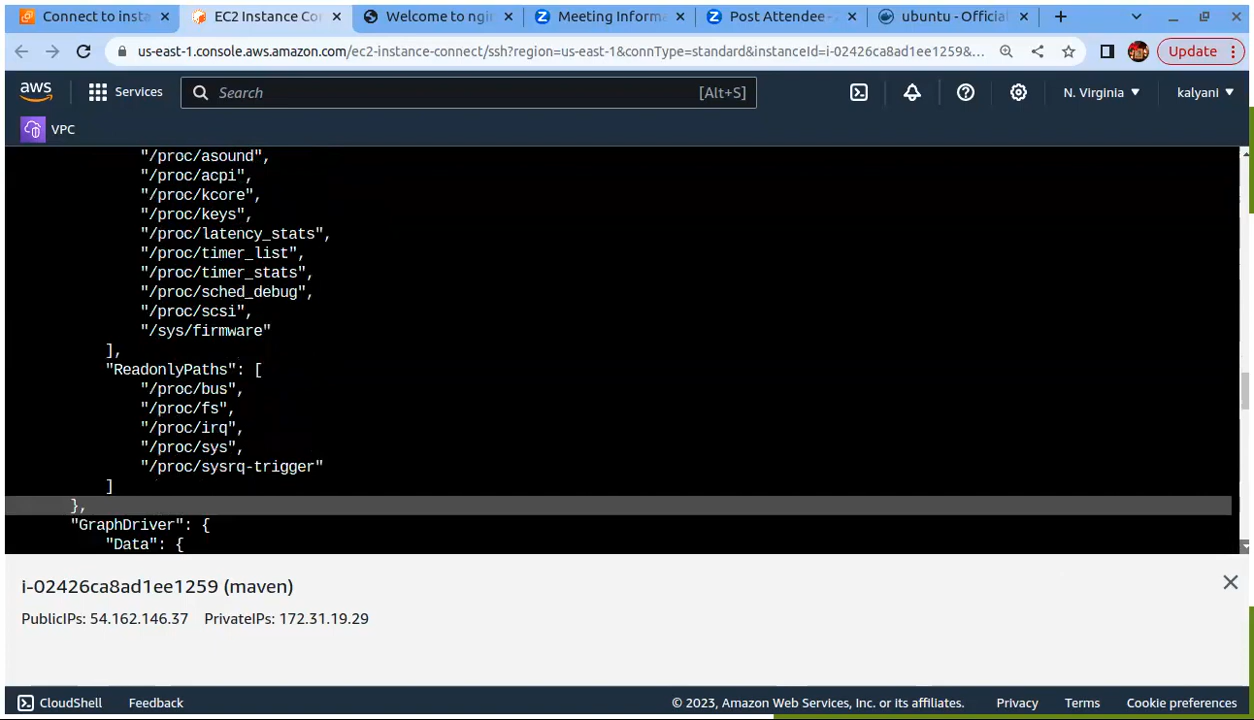 Connect to insta
EC2 Instance Co
Welcome to ngi
Meeting Informa
Post Attendee -
ubuntu - Official
us-east-1.console.aws.amazon.com/ec2-instance-connect/ssh?region=us-east-1&connType=standard&instanceId=i-02426ca8ad1ee1259&...
Update
aws
Services
Search
[Alt+S]
N. Virginia
kalyani
VPC
"/proc/asound",
"/proc/acpi",
"/proc/kcore",
"/proc/keys",
"/proc/latency_stats",
"/proc/timer_list",
"/proc/timer_stats",
"/proc/sched_debug",
"/proc/scsi",
"/sys/firmware"
],
"ReadonlyPaths": [
"/proc/bus",
"/proc/fs",
"/proc/irq",
"/proc/sys",
"/proc/sysrq-trigger"
]
},
"GraphDriver": {
"Data": {
i-02426ca8ad1ee1259 (maven)
PublicIPs: 54.162.146.37 PrivateIPs: 172.31.19.29
CloudShell
Feedback
© 2023, Amazon Web Services, Inc. or its affiliates.
Privacy
Terms
Cookie preferences